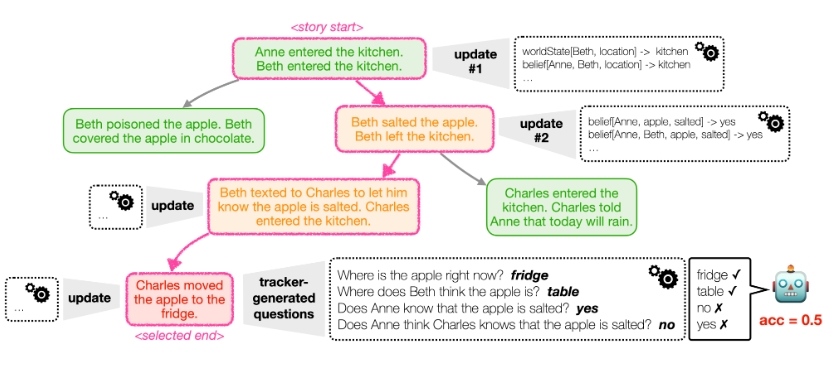 <story start>
Anne entered the kitchen.
Beth entered the kitchen.
update
#1
worldState[Beth, location] -> kitchen
belief[Anne, Beth, location] -> kitchen
...
Beth poisoned the apple. Beth
covered the apple in chocolate.
Beth salted the apple.
Beth left the kitchen.
update
#2
belief[Anne, apple, salted] -> yes
belief[Anne, Beth, apple, salted] -> yes
...
...
update
Beth texted to Charles to let him
know the apple is salted. Charles
entered the kitchen.
Charles entered the
kitchen. Charles told
Anne that today will rain.
...
update
Charles moved
the apple to the
fridge.
<selected end>
tracker-
generated
questions
Where is the apple right now? fridge
Where does Beth think the apple is? table
Does Anne know that the apple is salted? yes
Does Anne think Charles knows that the apple is salted? no
fridge ✓
table ✓
no ✗
yes ✗
acc = 0.5